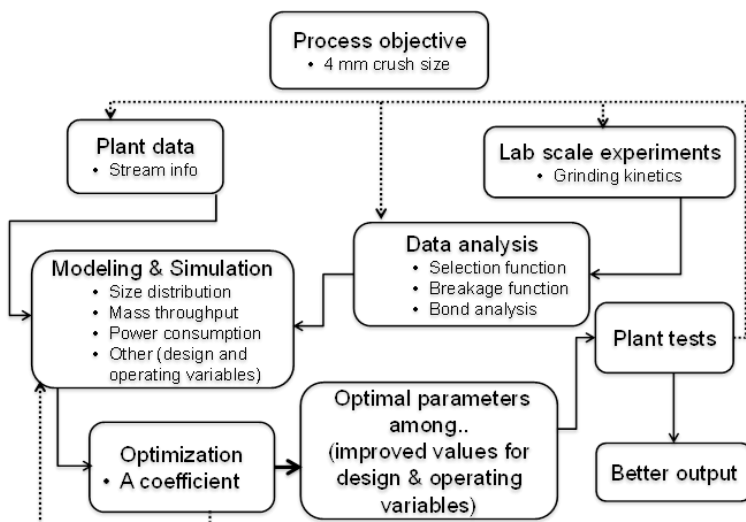 Process objective
• 4 mm crush size
Plant data
• Stream info
Lab scale experiments
• Grinding kinetics
Data analysis
• Selection function
• Breakage function
• Bond analysis
Modeling & Simulation
• Size distribution
• Mass throughput
• Power consumption
• Other (design and
operating variables)
Plant tests
Optimal parameters
among..
(improved values for
design & operating
variables)
Optimization
• A coefficient
Better output